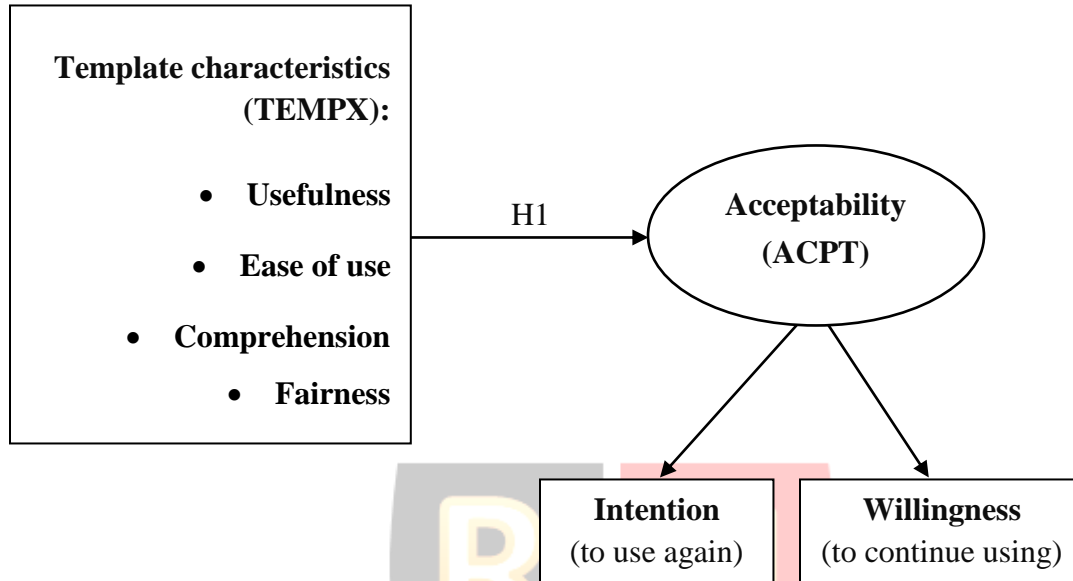 Template characteristics
(TEMPX):
• Usefulness
• Ease of use
• Comprehension
• Fairness
H1
Acceptability
(ACPT)
Intention
(to use again)
Willingness
(to continue using)